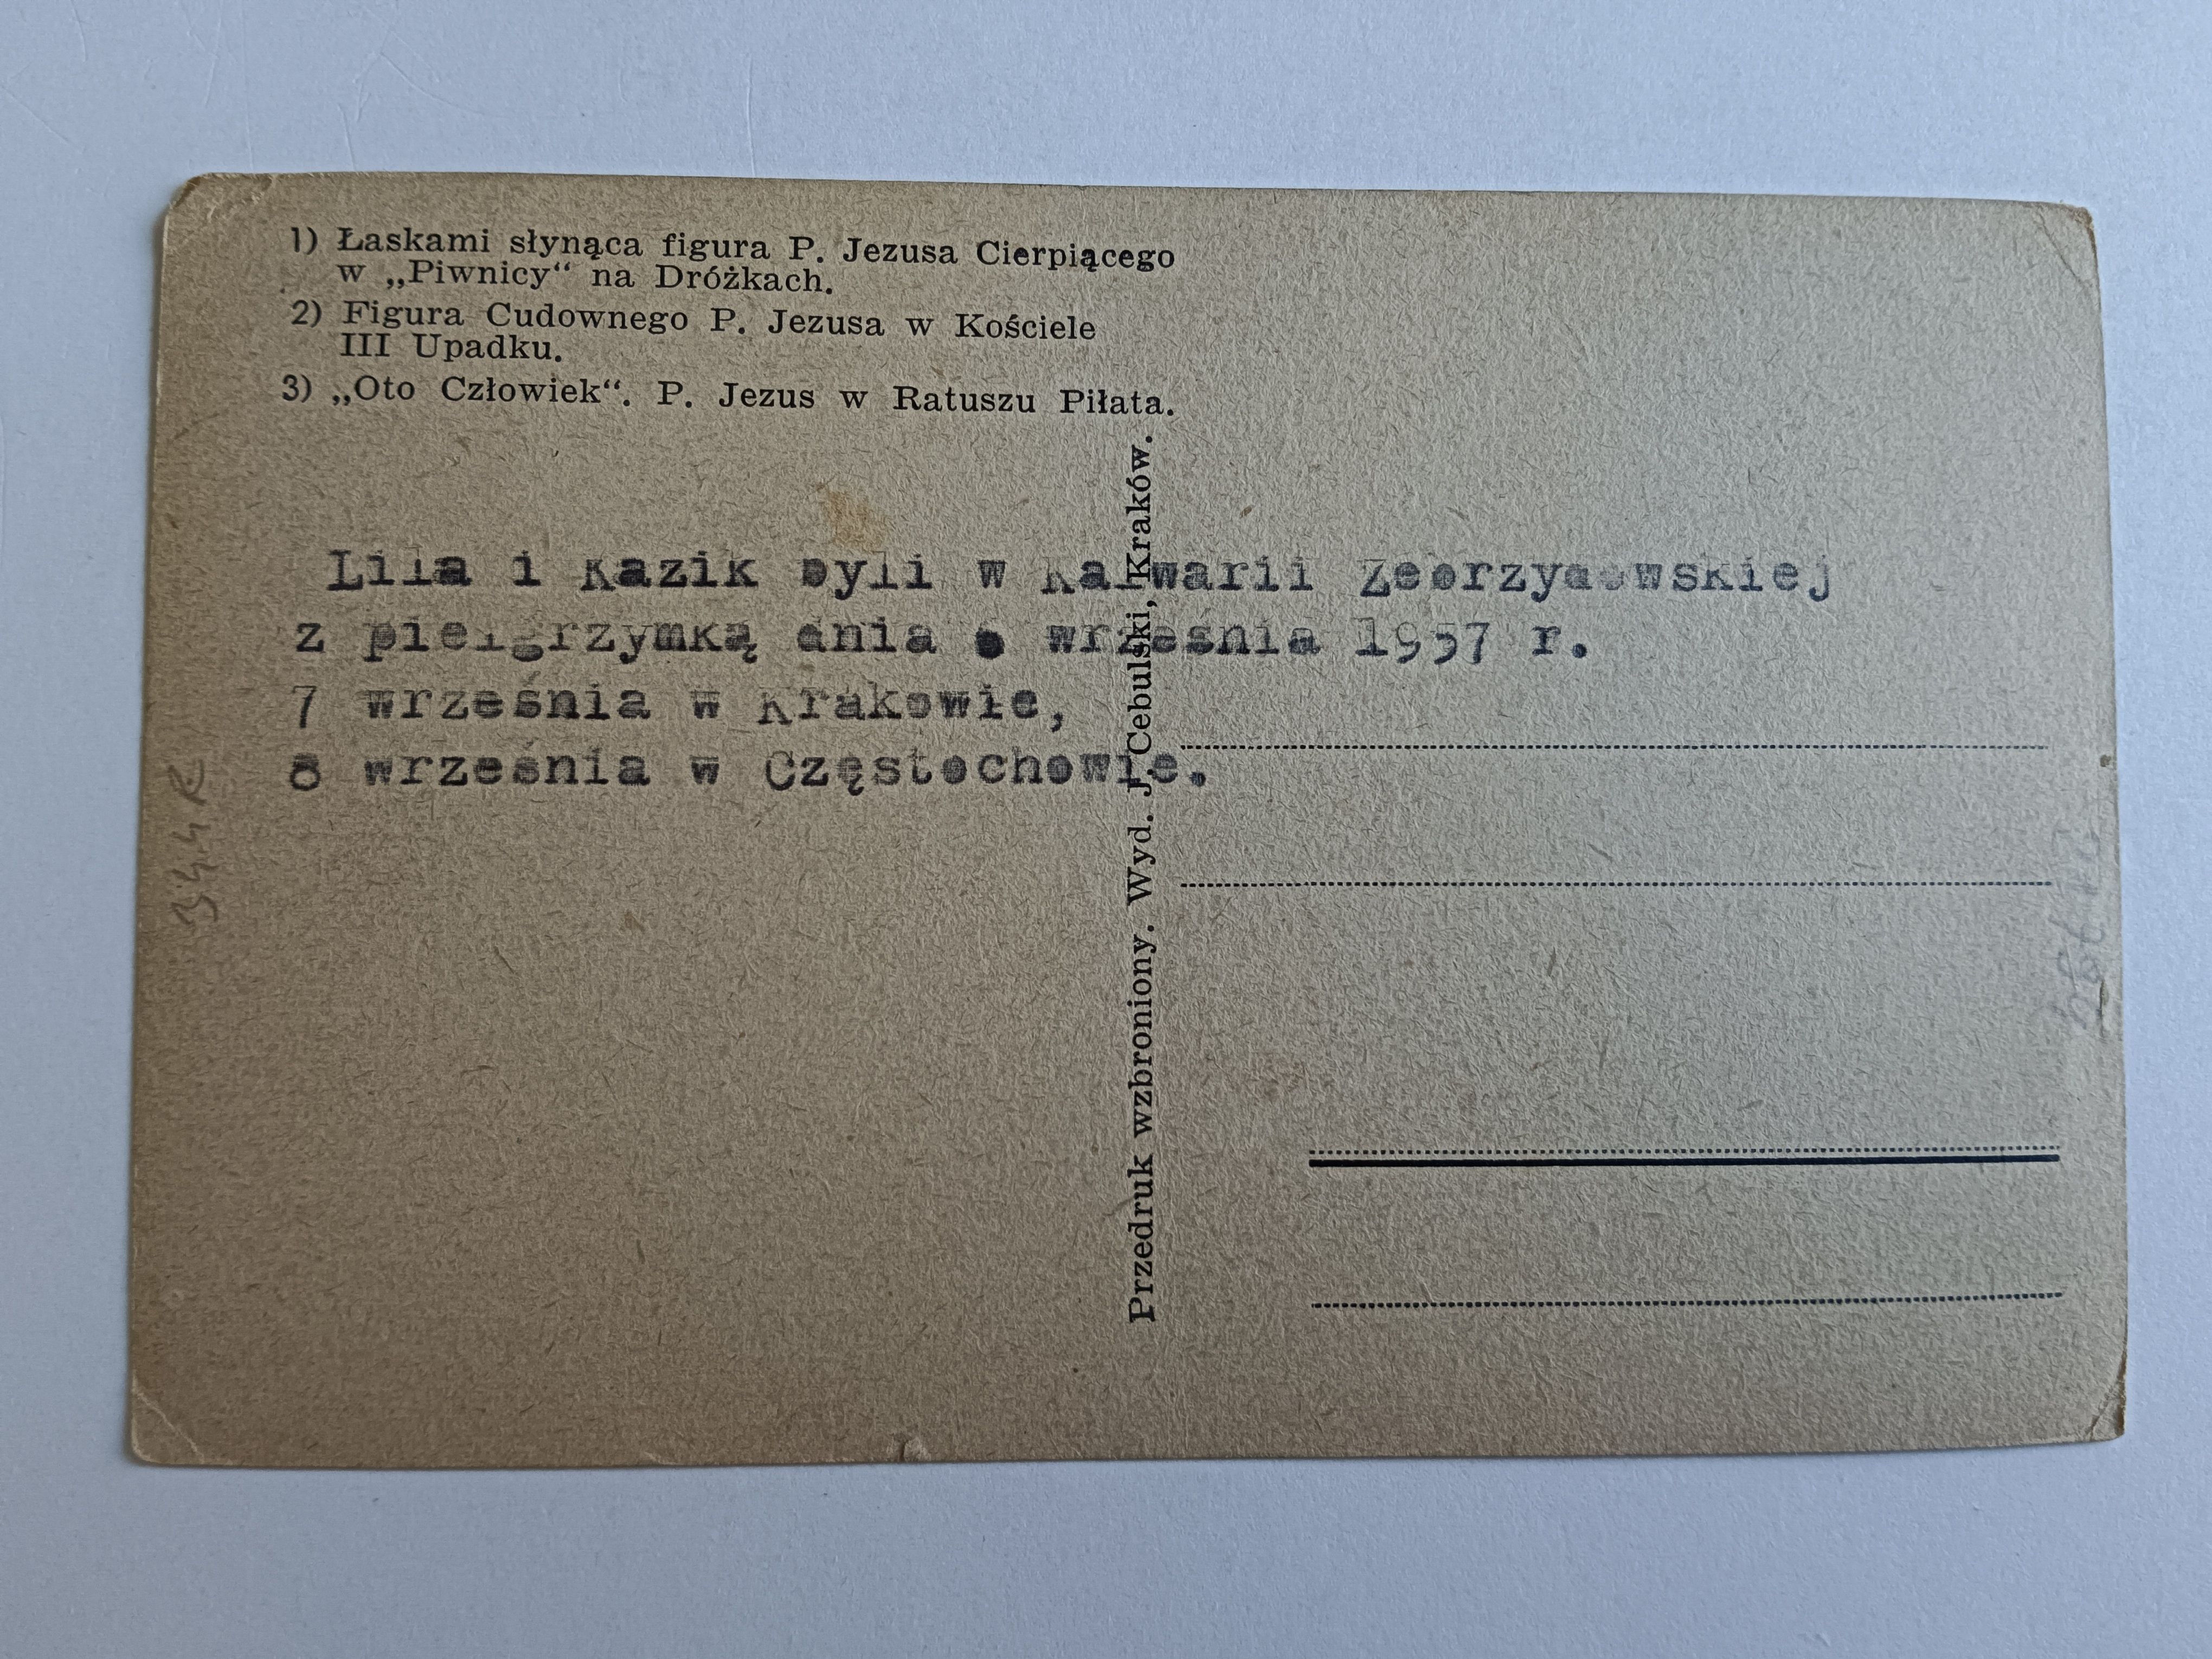 1) Łaskami słynąca figura P. Jezusa Cierpiącego
w „Piwnicy“ na Dróżkach.
2) Figura Cudownego P. Jezusa w Kościele
III Upadku.
3) „Oto Człowiek“. P. Jezus w Ratuszu Piłata.
Lila i Kazik byli w Kalwarii Zebrzydowskiej
z pielgrzymką dnia 6 września 1957 r.
7 września w Krakowie,
8 września w Częstochowie.
Przedruk wzbroniony. Wyd. J. Cebulski, Kraków.
344R